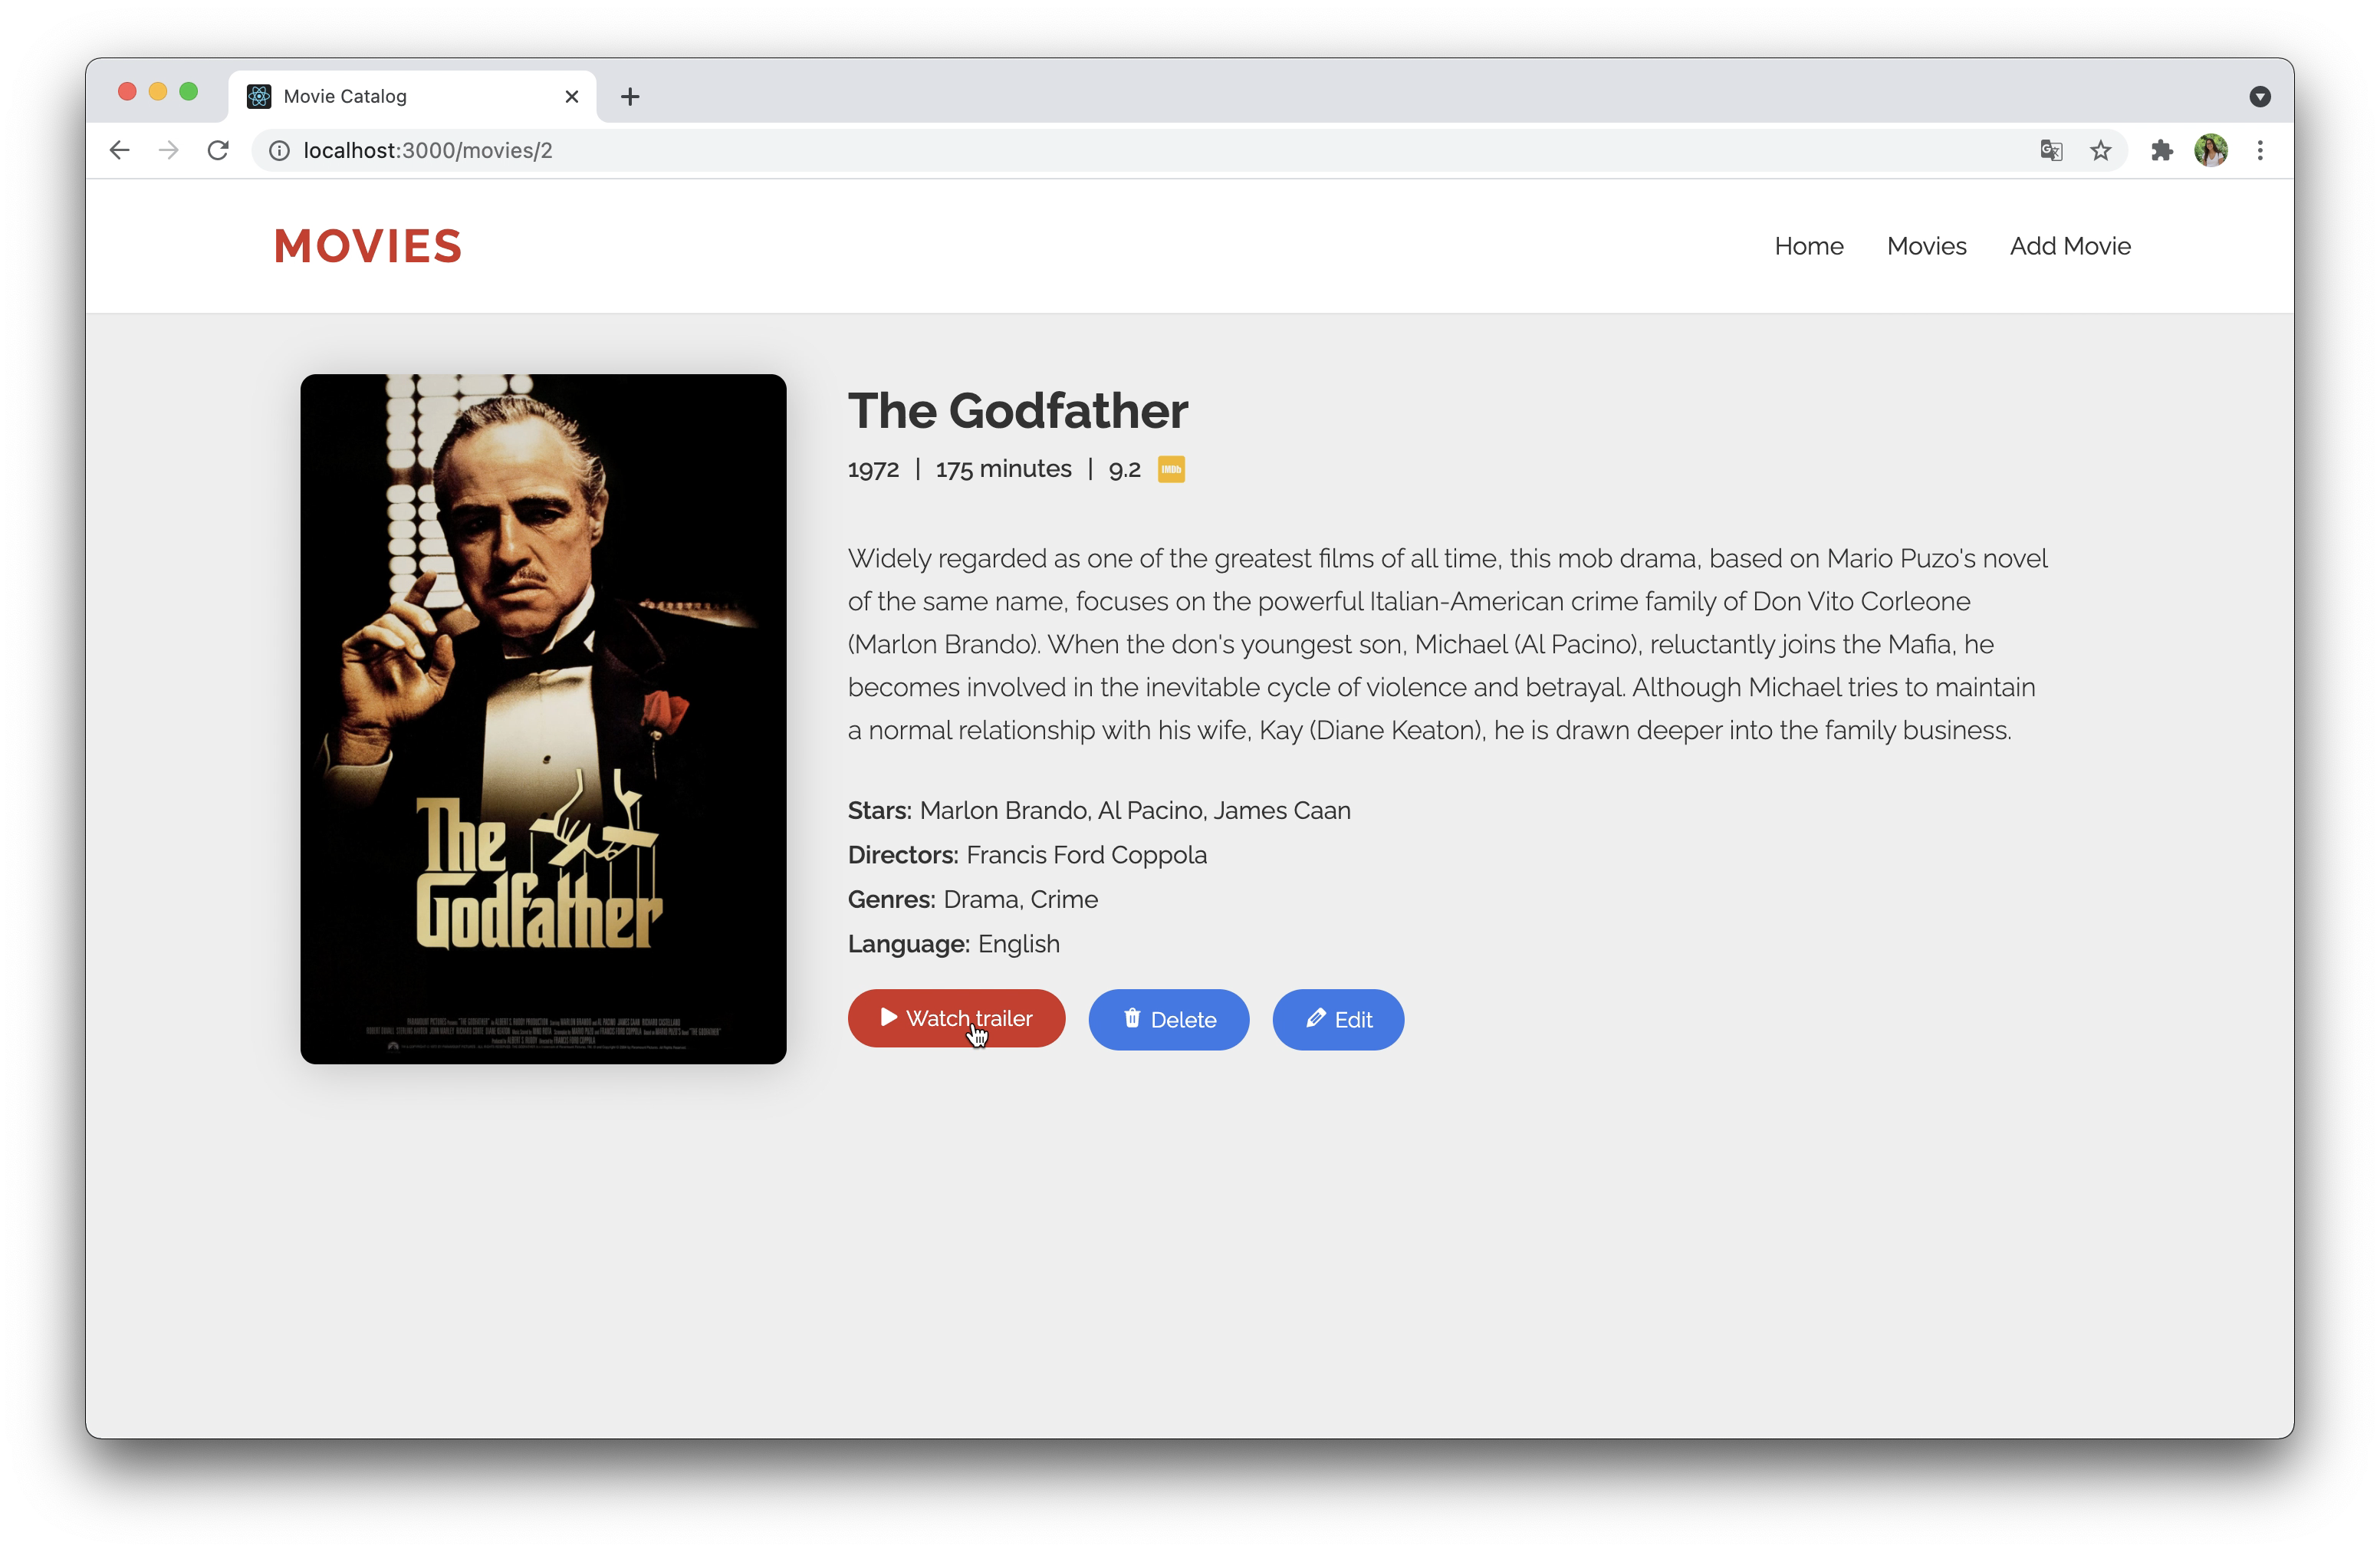 Movie Catalog
localhost:3000/movies/2
MOVIES
Home Movies Add Movie
The Godfather
1972 | 175 minutes | 9.2 IMDb
Widely regarded as one of the greatest films of all time, this mob drama, based on Mario Puzo's novel
of the same name, focuses on the powerful Italian-American crime family of Don Vito Corleone
(Marlon Brando). When the don's youngest son, Michael (Al Pacino), reluctantly joins the Mafia, he
becomes involved in the inevitable cycle of violence and betrayal. Although Michael tries to maintain
a normal relationship with his wife, Kay (Diane Keaton), he is drawn deeper into the family business.
Stars: Marlon Brando, Al Pacino, James Caan
Directors: Francis Ford Coppola
Genres: Drama, Crime
Language: English
Watch trailer Delete Edit
The
Godfather